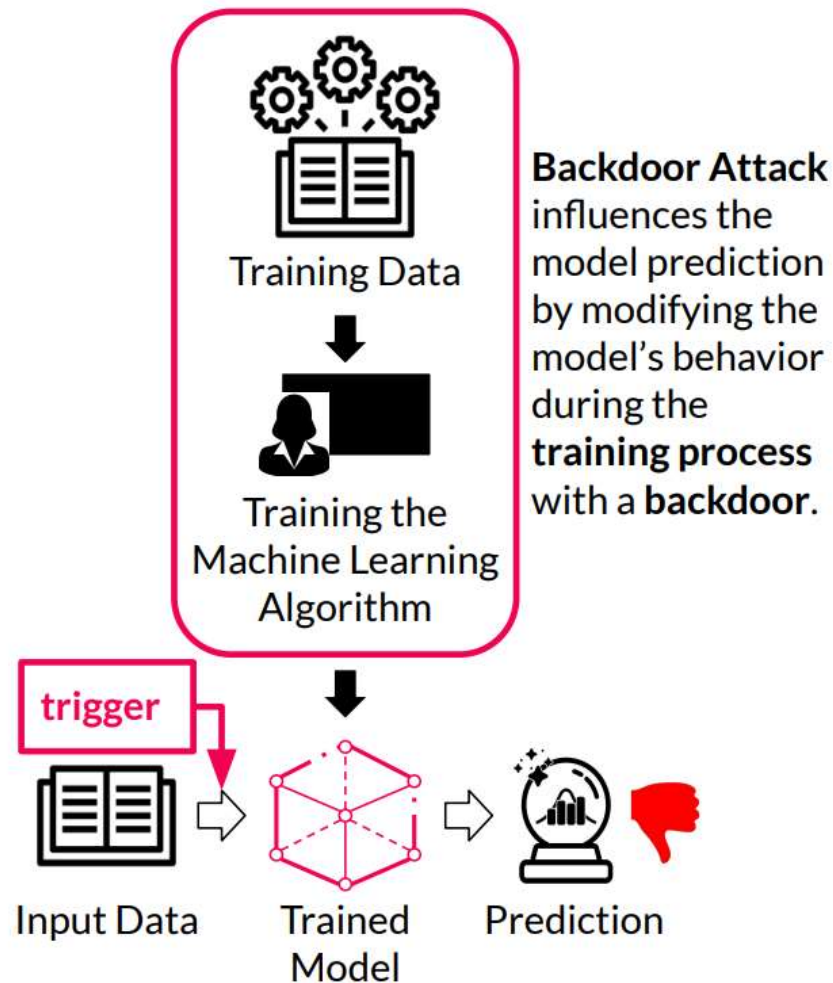 Training Data
Training the
Machine Learning
Algorithm
Backdoor Attack
influences the
model prediction
by modifying the
model’s behavior
during the
training process
with a backdoor.
trigger
Input Data
Trained
Model
Prediction